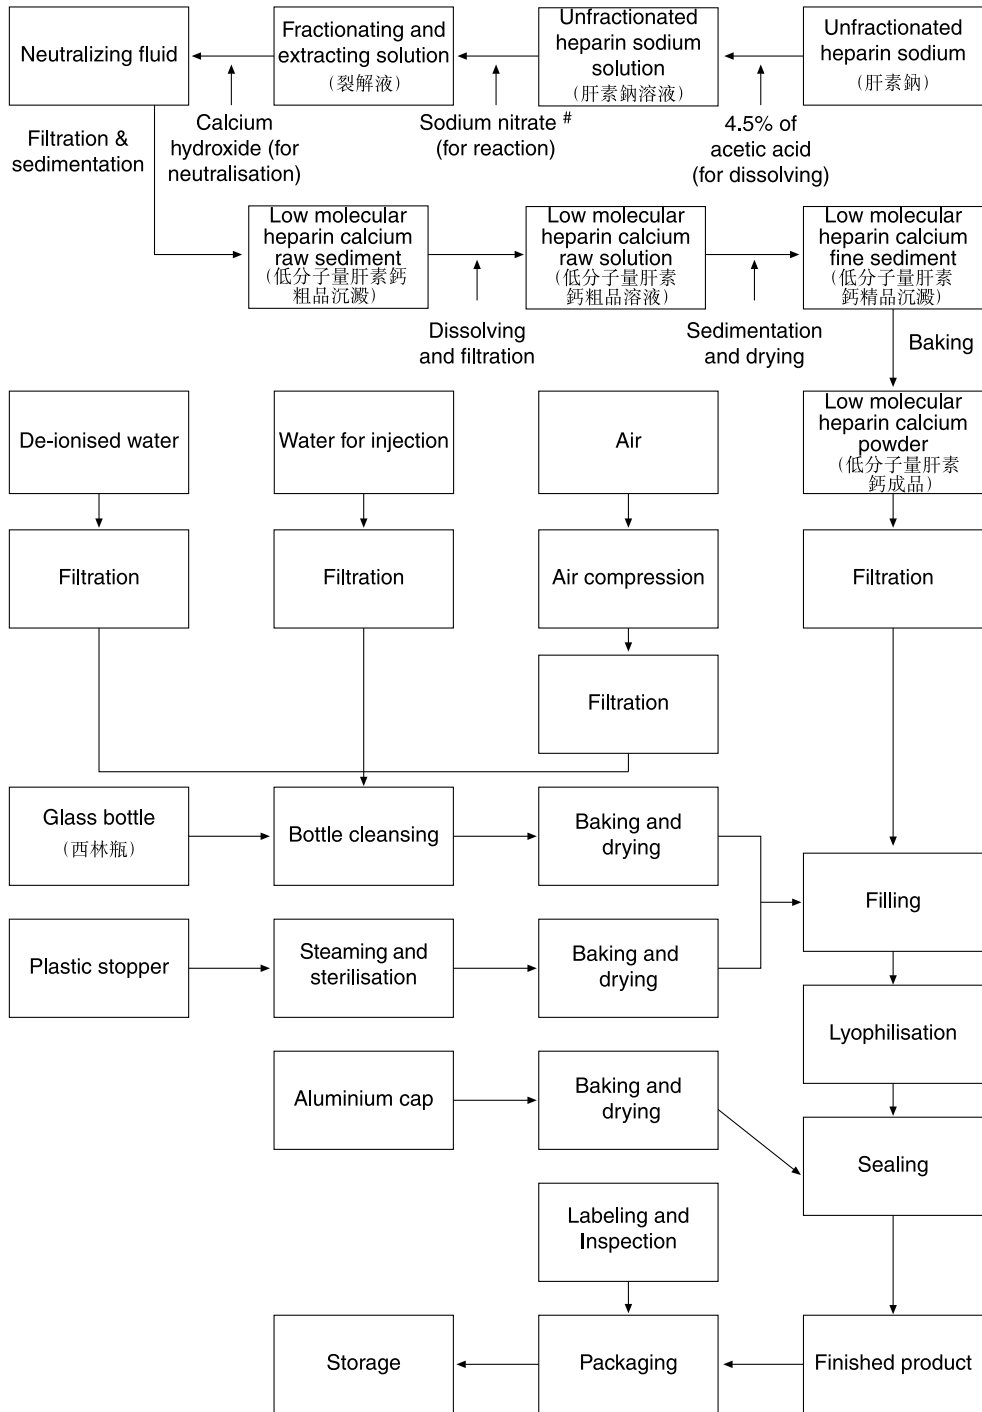 Neutralizing fluid
Fractionating and
extracting solution
(裂解液)
Unfractionated
heparin sodium
solution
(肝素鈉溶液)
Unfractionated
heparin sodium
(肝素鈉)
Filtration &
sedimentation
Calcium
hydroxide (for
neutralisation)
Sodium nitrate #
(for reaction)
4.5% of
acetic acid
(for dissolving)
Low molecular
heparin calcium
raw sediment
(低分子量肝素鈣
粗品沉澱)
Low molecular
heparin calcium
raw solution
(低分子量肝素
鈣粗品溶液)
Low molecular
heparin calcium
fine sediment
(低分子量肝素
鈣精品沉澱)
Dissolving
and filtration
Sedimentation
and drying
Baking
De-ionised water
Water for injection
Air
Low molecular
heparin calcium
powder
(低分子量肝素
鈣成品)
Filtration
Filtration
Air compression
Filtration
Filtration
Glass bottle
(西林瓶)
Bottle cleansing
Baking and
drying
Filling
Plastic stopper
Steaming and
sterilisation
Baking and
drying
Lyophilisation
Aluminium cap
Baking and
drying
Sealing
Labeling and
Inspection
Storage
Packaging
Finished product